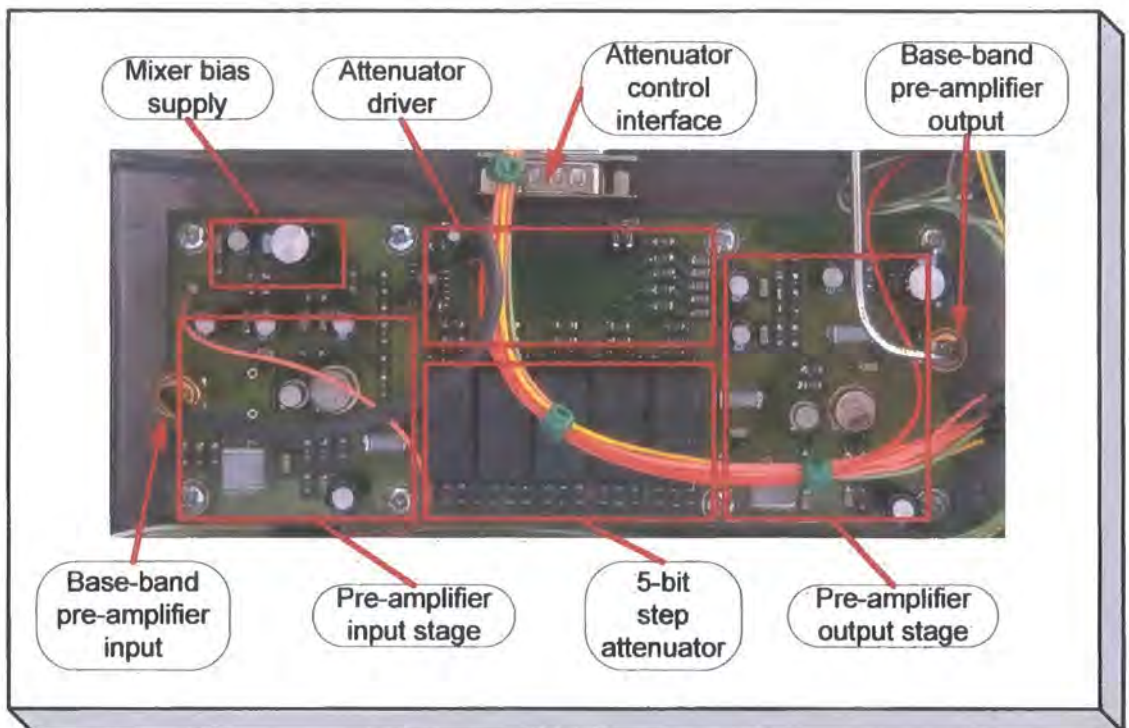 Mixer bias
supply
Attenuator
driver
Attenuator
control
interface
Base-band
pre-amplifier
output
Base-band
pre-amplifier
input
Pre-amplifier
input stage
5-bit
step
attenuator
Pre-amplifier
output stage